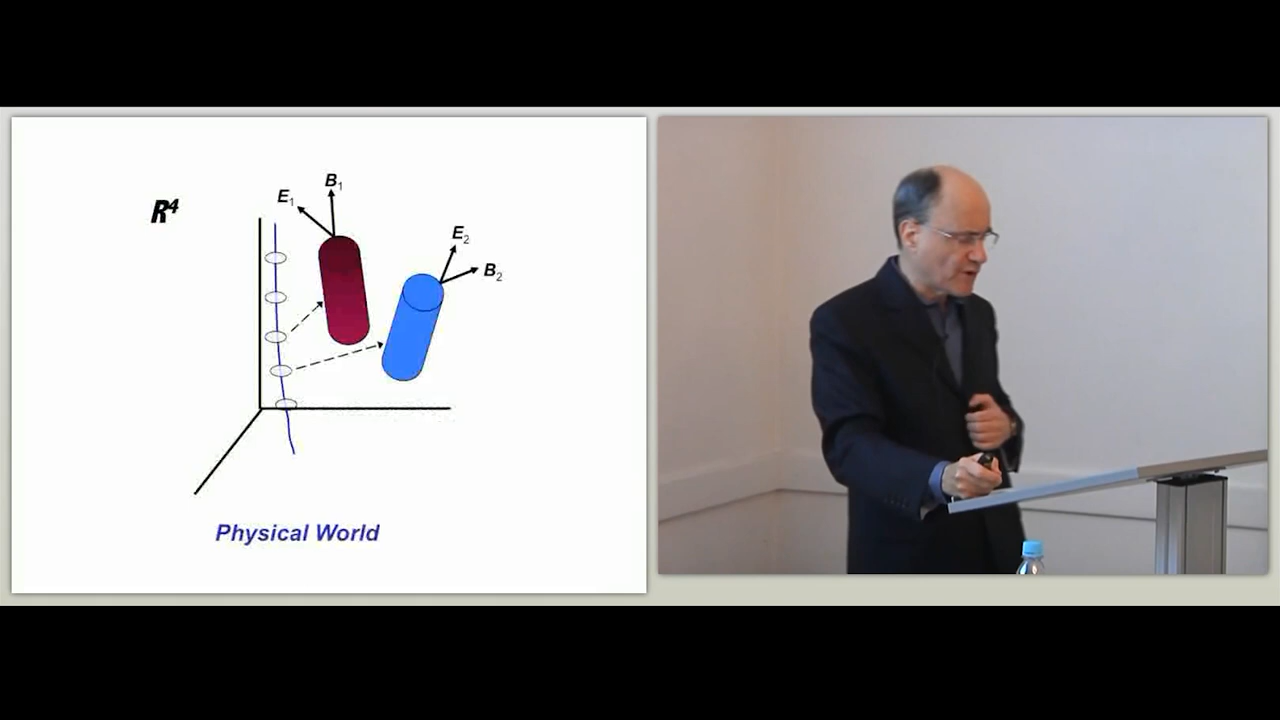 B₁
E₁
R⁴
E₂
B₂
Physical World